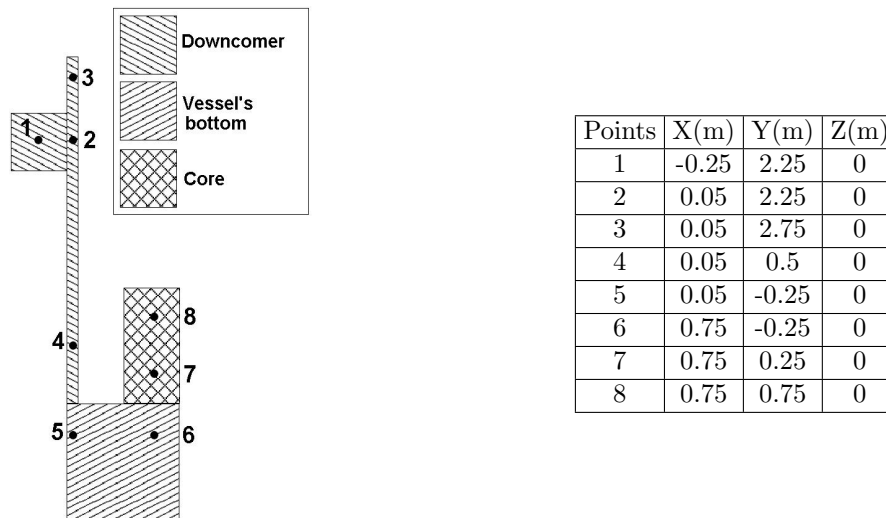 Downcomer
Vessel's
bottom
Core
3
1
2
8
4
7
5
6
Points X(m) Y(m) Z(m)
1 -0.25 2.25 0
2 0.05 2.25 0
3 0.05 2.75 0
4 0.05 0.5 0
5 0.05 -0.25 0
6 0.75 -0.25 0
7 0.75 0.25 0
8 0.75 0.75 0